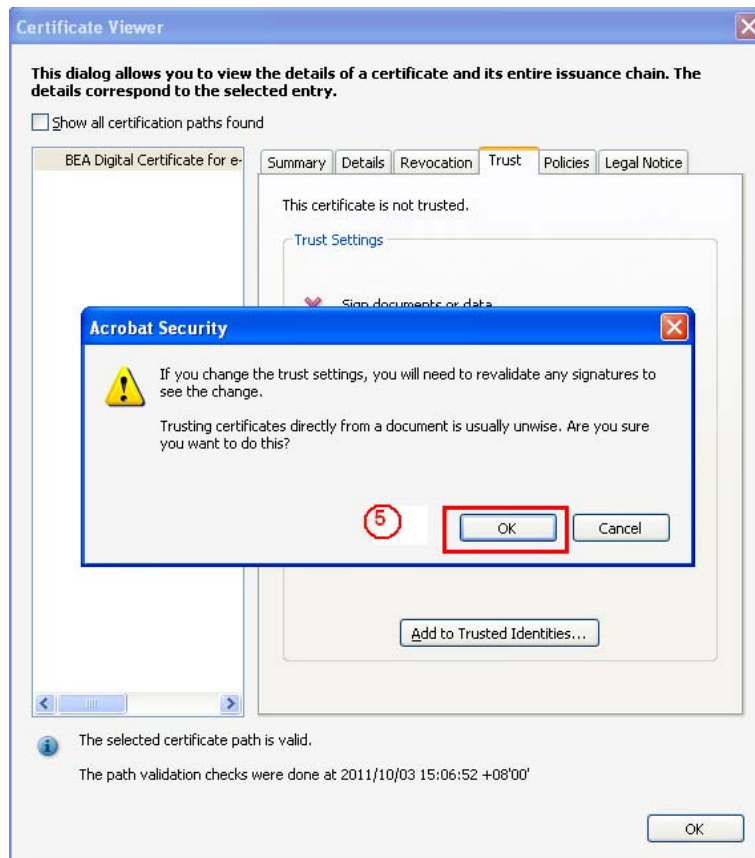 Certificate Viewer
This dialog allows you to view the details of a certificate and its entire issuance chain. The
details correspond to the selected entry.
Show all certification paths found
BEA Digital Certificate for e-
Summary Details Revocation Trust Policies Legal Notice
This certificate is not trusted.
Trust Settings
Sign documents or data
Acrobat Security
If you change the trust settings, you will need to revalidate any signatures to
see the change.
Trusting certificates directly from a document is usually unwise. Are you sure
you want to do this?
5
OK Cancel
Add to Trusted Identities...
The selected certificate path is valid.
The path validation checks were done at 2011/10/03 15:06:52 +08'00'
OK